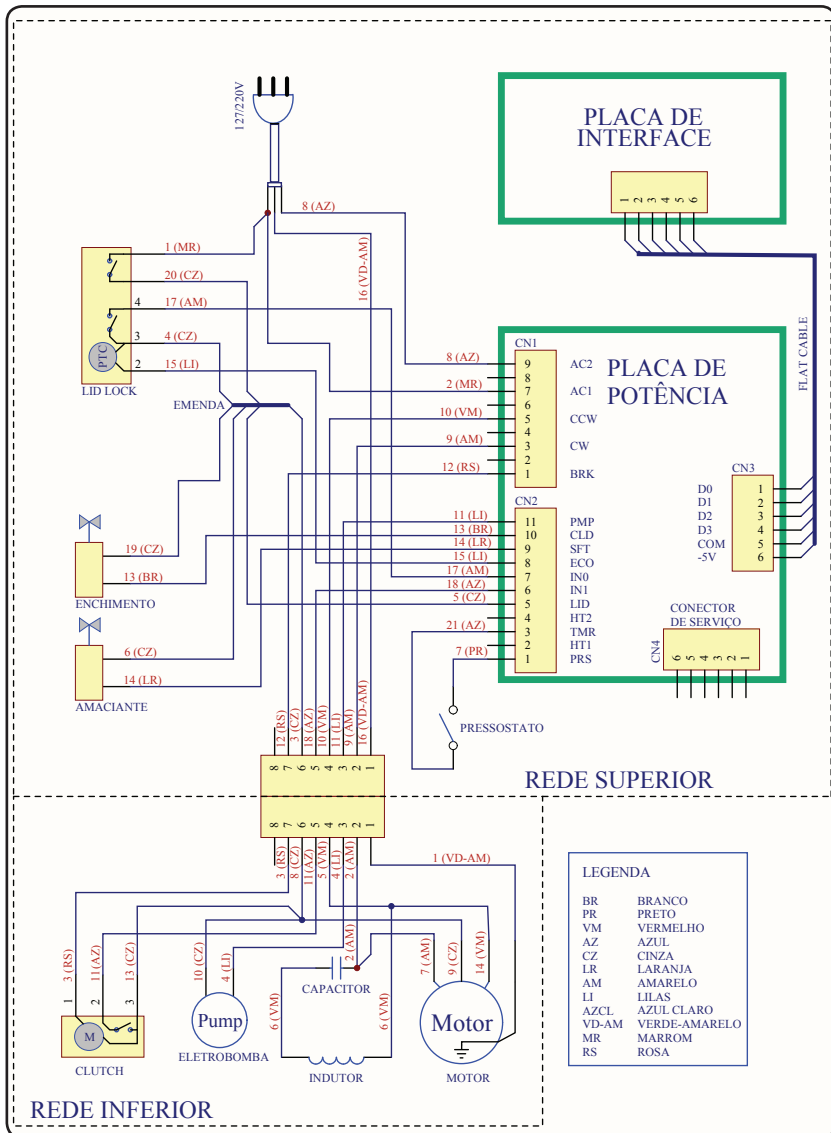 127/220V
PLACA DE
INTERFACE
1 2 3 4 5 6
8 (AZ)
16 (VD-AM)
1 (MR)
20 (CZ)
4 17 (AM)
3 4 (CZ)
PTC
2 15 (LI)
LID LOCK
EMENDA
FLAT CABLE
PLACA DE
POTÊNCIA
CN1
8 (AZ) 9 AC2
8
2 (MR) 7 AC1
6
10 (VM) 5 CCW
4
9 (AM) 3 CW
2
12 (RS) 1 BRK
CN2
11 (LI) 11 PMP
13 (BR) 10 CLD
14 (LR) 9 SFT
15 (LI) 8 ECO
17 (AM) 7 IN0
18 (AZ) 6 IN1
5 (CZ) 5 LID
4 HT2
21 (AZ) 3 TMR
2 HT1
7 (PR) 1 PRS
CN3
D0 1
D1 2
D2 3
D3 4
COM 5
-5V 6
CONECTOR
DE SERVIÇO
CN4
6 5 4 3 2 1
19 (CZ)
13 (BR)
ENCHIMENTO
6 (CZ)
14 (LR)
AMACIANTE
PRESSOSTATO
12 (RS)
3 (CZ)
18 (AZ)
10 (VM)
11 (LI)
9 (AM)
16 (VD-AM)
8 7 6 5 4 3 2 1
REDE SUPERIOR
8 7 6 5 4 3 2 1
3 (RS)
8 (CZ)
11 (AZ)
5 (VM)
4 (LI)
2 (AM)
1 (VD-AM)
3 (RS)
11 (AZ)
13 (CZ)
1 2 3
M
CLUTCH
10 (CZ)
4 (LI)
Pump
ELETROBOMBA
2 (AM)
CAPACITOR
6 (VM)
6 (VM)
INDUTOR
7 (AM)
9 (CZ)
14 (VM)
Motor
MOTOR
REDE INFERIOR
LEGENDA
BR BRANCO
PR PRETO
VM VERMELHO
AZ AZUL
CZ CINZA
LR LARANJA
AM AMARELO
LI LILAS
AZCL AZUL CLARO
VD-AM VERDE-AMARELO
MR MARROM
RS ROSA